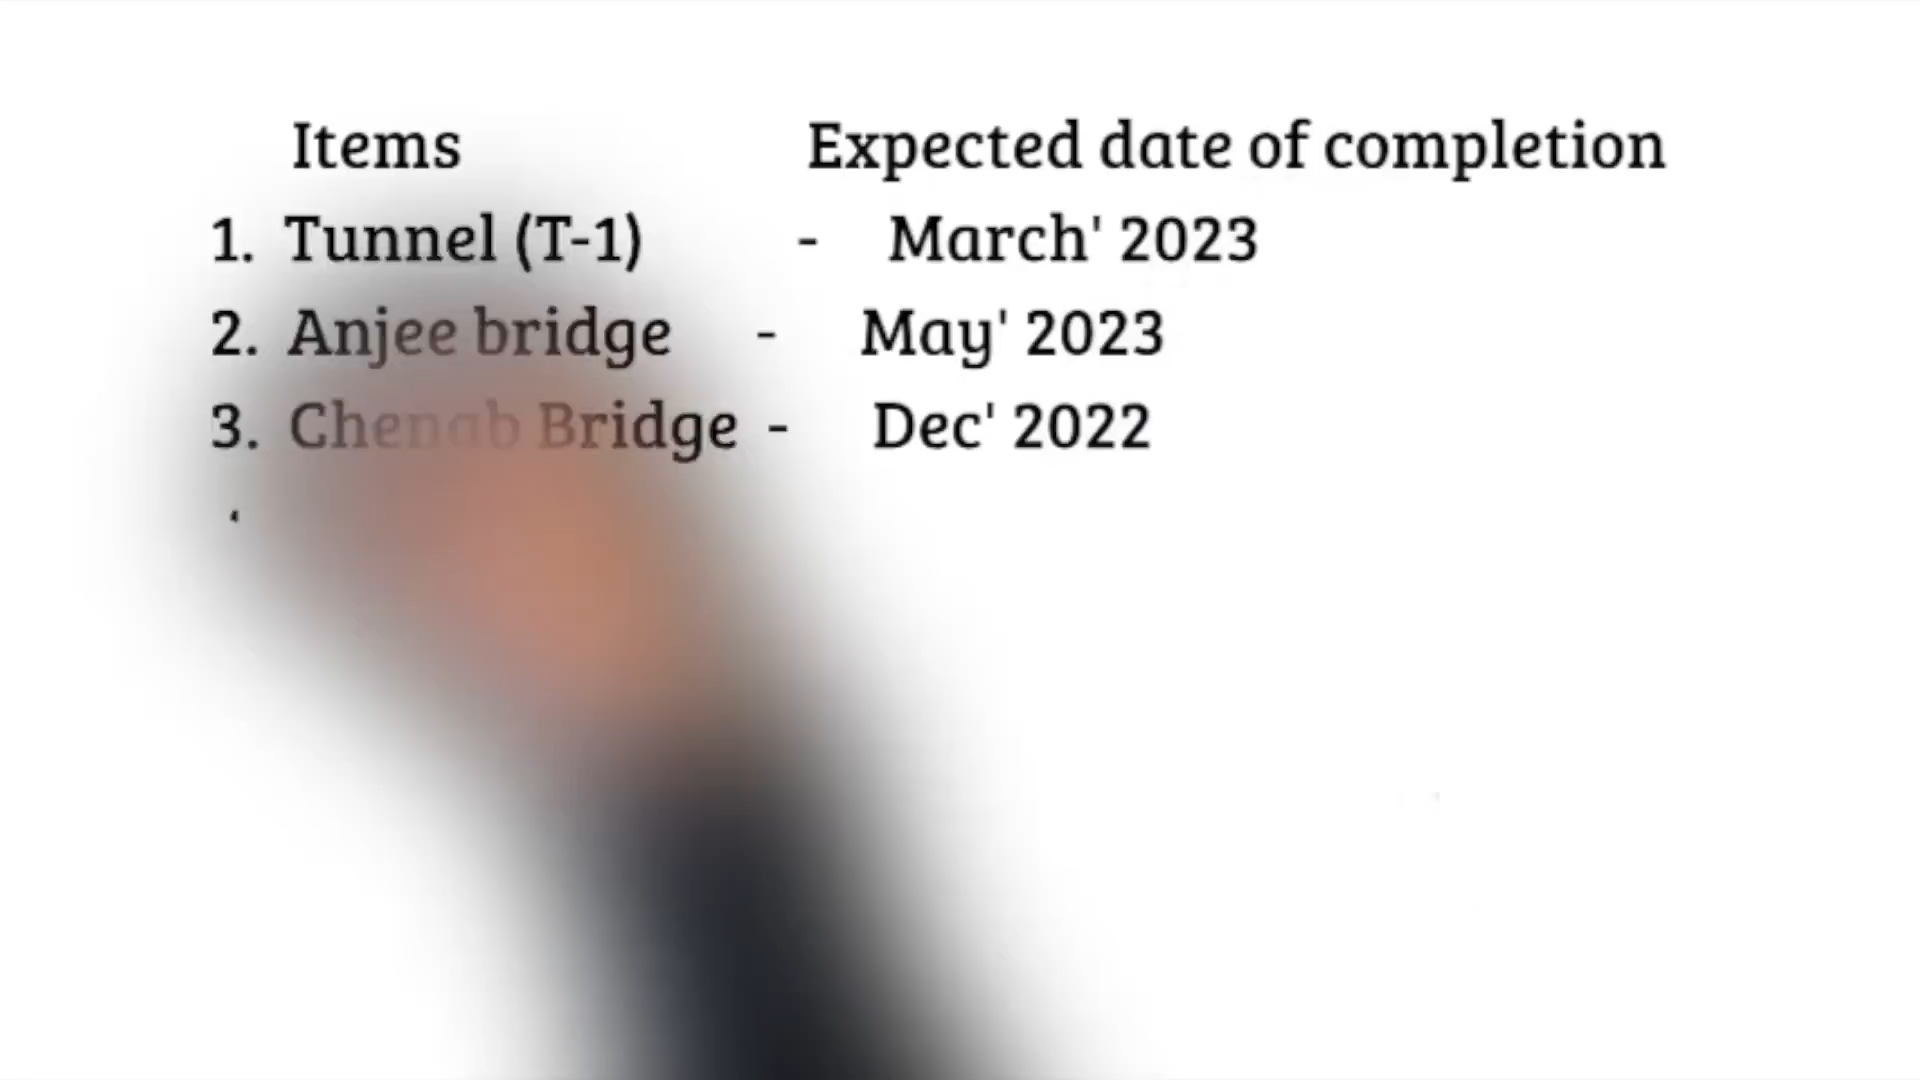 Items Expected date of completion
1. Tunnel (T-1) - March' 2023
2. Anjee bridge - May' 2023
3. Chenab Bridge - Dec' 2022